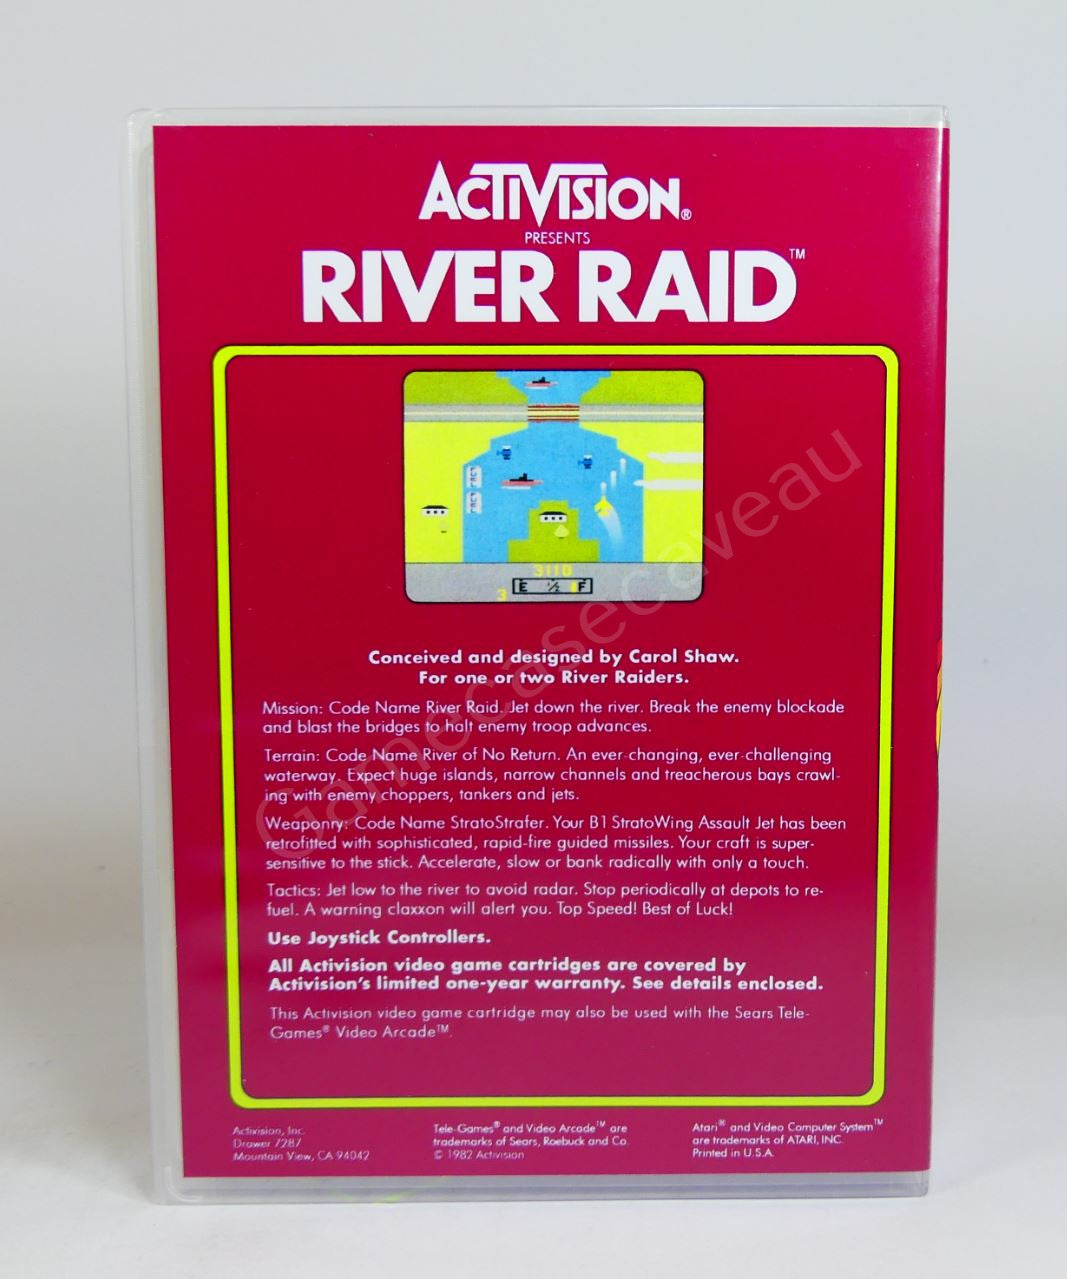 ACTIVISION®
PRESENTS
RIVER RAID™
FUEL
FUEL
3110
E ½ F
3
Conceived and designed by Carol Shaw.
For one or two River Raiders.
Mission: Code Name River Raid. Jet down the river. Break the enemy blockade
and blast the bridges to halt enemy troop advances.
Terrain: Code Name River of No Return. An ever-changing, ever-challenging
waterway. Expect huge islands, narrow channels and treacherous bays crawl-
ing with enemy choppers, tankers and jets.
Weaponry: Code Name StratoStrafer. Your B1 StratoWing Assault Jet has been
retrofitted with sophisticated, rapid-fire guided missiles. Your craft is super-
sensitive to the stick. Accelerate, slow or bank radically with only a touch.
Tactics: Jet low to the river to avoid radar. Stop periodically at depots to re-
fuel. A warning claxxon will alert you. Top Speed! Best of Luck!
Use Joystick Controllers.
All Activision video game cartridges are covered by
Activision's limited one-year warranty. See details enclosed.
This Activision video game cartridge may also be used with the Sears Tele-
Games® Video Arcade™.
Activision, Inc.
Drawer 7287
Mountain View, CA 94042
Tele-Games® and Video Arcade™ are
trademarks of Sears, Roebuck and Co.
© 1982 Activision
Atari® and Video Computer System™
are trademarks of ATARI, INC.
Printed in U.S.A.
Gamecasecaveau